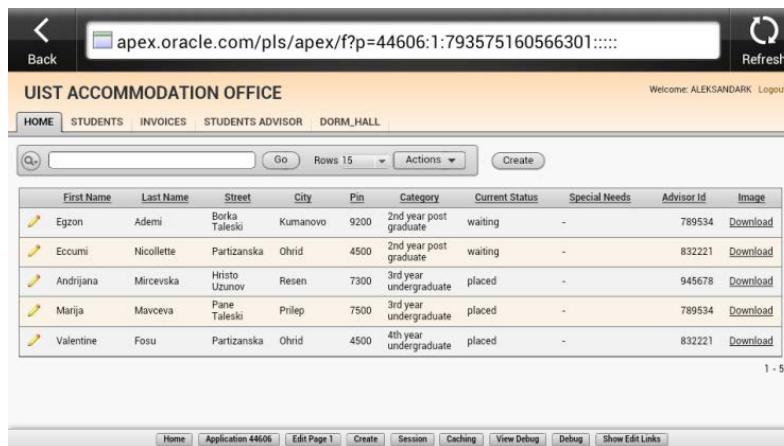 Back
apex.oracle.com/pls/apex/f?p=44606:1:793575160566301:::::
Refresh
UIST ACCOMMODATION OFFICE
Welcome: ALEKSANDARK Logou
HOME STUDENTS INVOICES STUDENTS ADVISOR DORM_HALL
Go Rows 15 Actions Create
First Name Last Name Street City Pin Category Current Status Special Needs Advisor Id Image
Egzon Ademi Borka Taleski Kumanovo 9200 2nd year post graduate waiting - 789534 Download
Eccumi Nicollette Partizanska Ohrid 4500 2nd year post graduate waiting - 832221 Download
Andrijana Mircevska Hristo Uzunov Resen 7300 3rd year undergraduate placed - 945678 Download
Marija Mavceva Pane Taleski Prilep 7500 3rd year undergraduate placed - 789534 Download
Valentine Fosu Partizanska Ohrid 4500 4th year undergraduate placed - 832221 Download
1 - 5
Home Application 44606 Edit Page 1 Create Session Caching View Debug Debug Show Edit Links